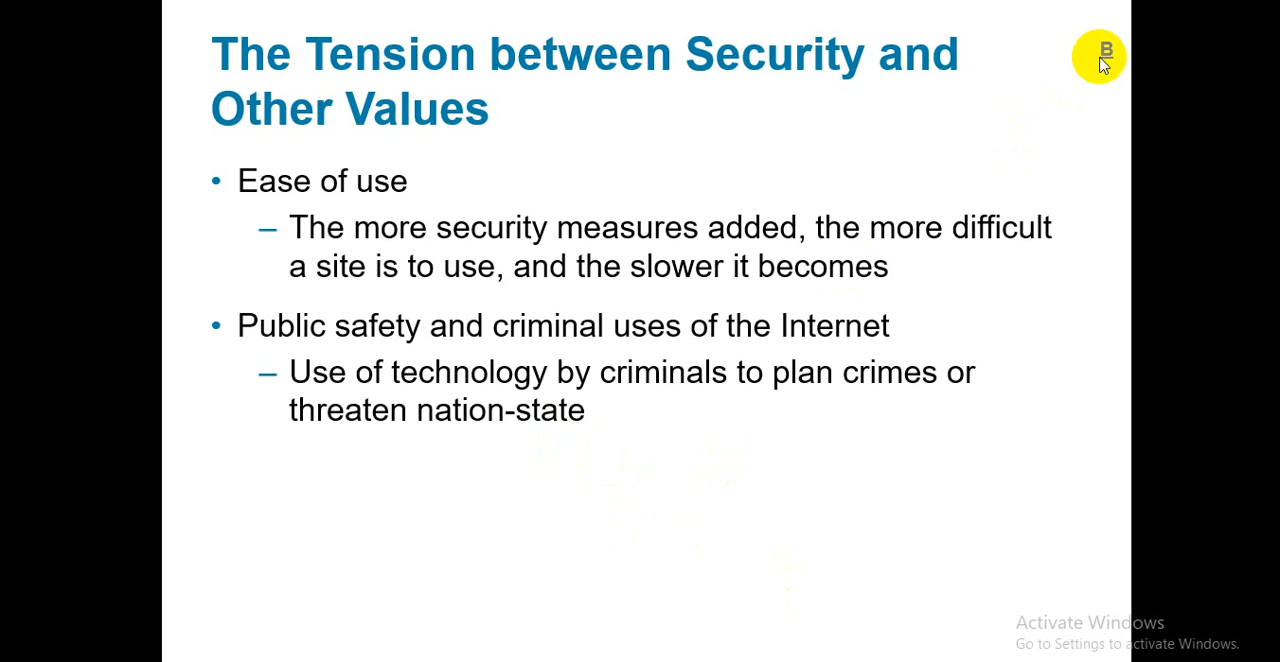 The Tension between Security and
Other Values
B
• Ease of use
– The more security measures added, the more difficult
a site is to use, and the slower it becomes
• Public safety and criminal uses of the Internet
– Use of technology by criminals to plan crimes or
threaten nation-state
Activate Windows
Go to Settings to activate Windows.